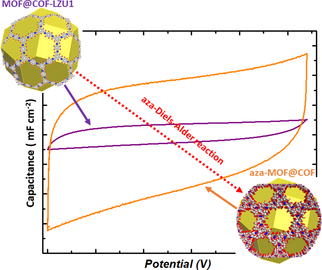 MOF@COF-LZU1
Capacitance ( mF cm⁻²)
aza-Diels-Alder reaction
aza-MOF@COF
Potential (V)